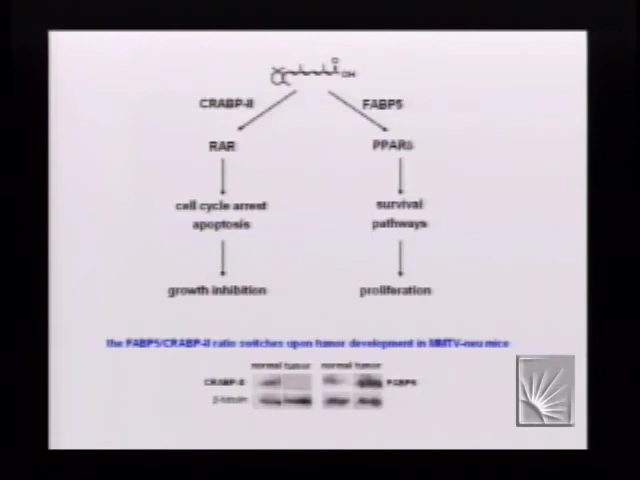 O
OH
CRABP-II FABP5
RAR PPARδ
cell cycle arrest survival
apoptosis pathways
growth inhibition proliferation
the FABP5/CRABP-II ratio switches upon tumor development in MMTV-neu mice
normal tumor normal tumor
CRABP-II FABP5
β-tubulin